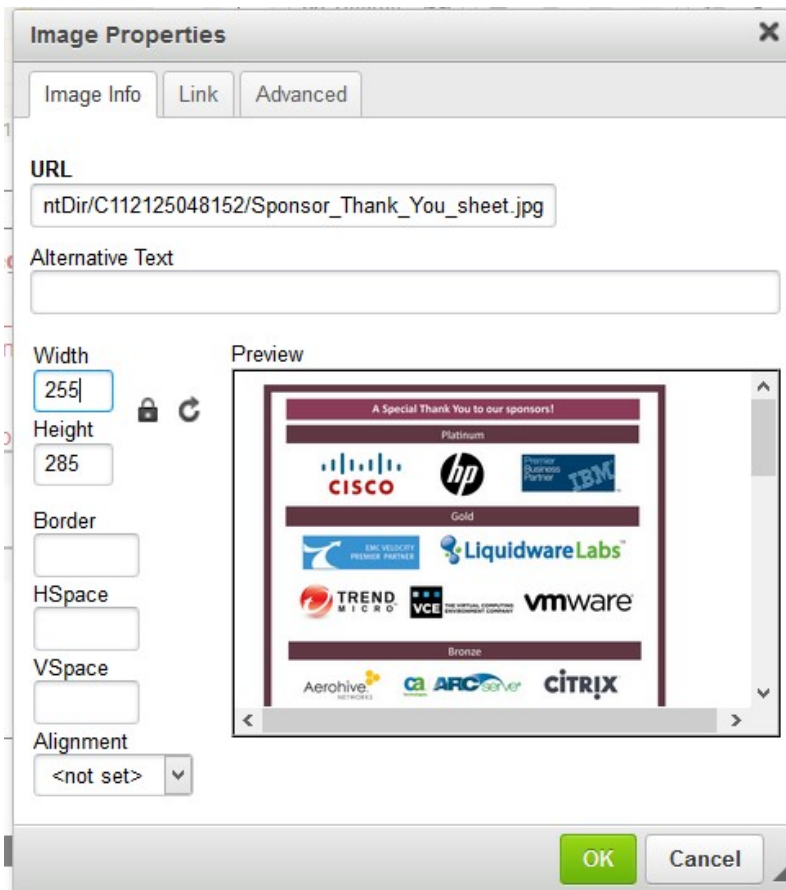 Image Properties
Image Info Link Advanced
URL
ntDir/C112125048152/Sponsor_Thank_You_sheet.jpg
Alternative Text
Width
255
Height
285
Border
HSpace
VSpace
Alignment
<not set>
Preview
A Special Thank You to our sponsors!
Platinum
CISCO
hp
Premier
Business
Partner
IBM
Gold
EMC VELOCITY
PREMIER PARTNER
LiquidwareLabs
TREND
MICRO
VCE
THE VIRTUAL COMPUTING
ENVIRONMENT COMPANY
vmware
Bronze
Aerohive
NETWORKS
ca
technologies
ARCserve
CITRIX
OK Cancel